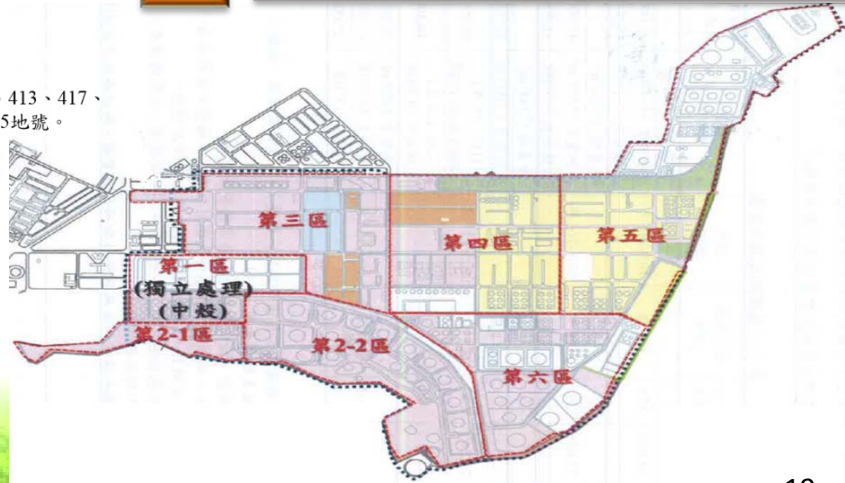 413、417、
5地號。
第三區
第四區
第五區
第一區
(獨立處理)
(中殼)
第2-1區
第2-2區
第六區